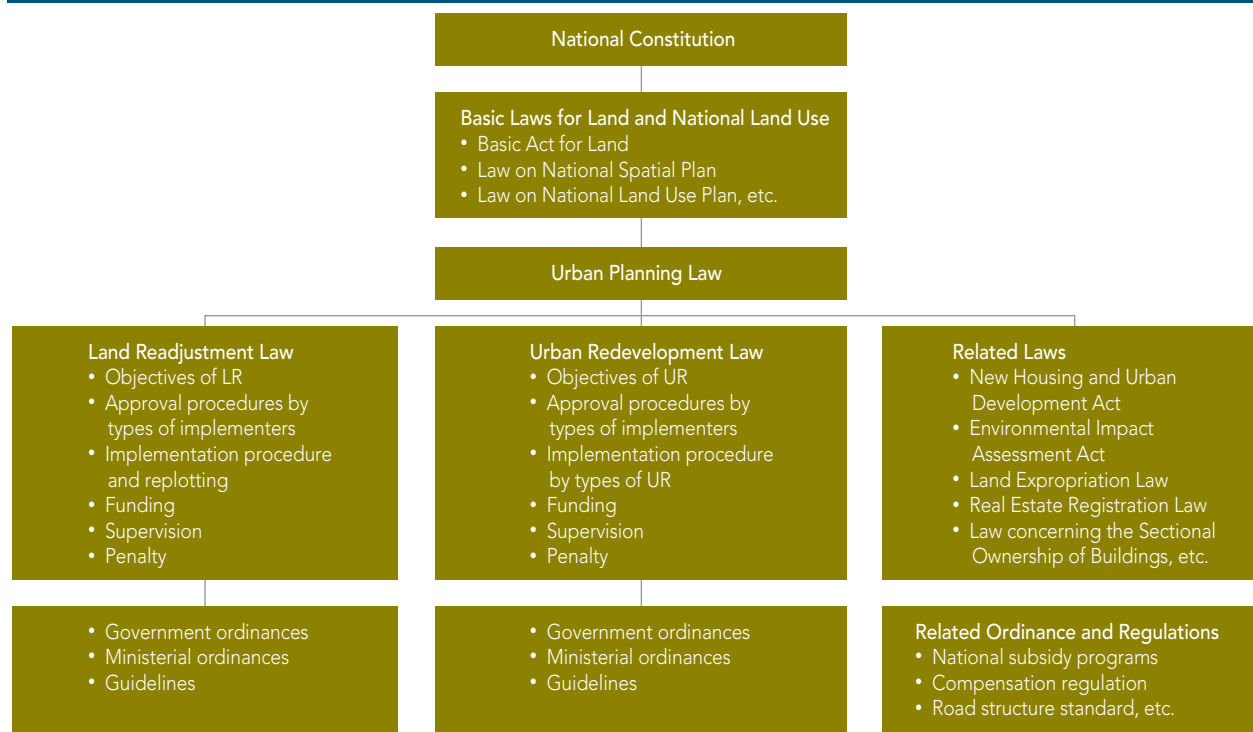 National Constitution
Basic Laws for Land and National Land Use
• Basic Act for Land
• Law on National Spatial Plan
• Law on National Land Use Plan, etc.
Urban Planning Law
Land Readjustment Law
• Objectives of LR
• Approval procedures by
types of implementers
• Implementation procedure
and replotting
• Funding
• Supervision
• Penalty
Urban Redevelopment Law
• Objectives of UR
• Approval procedures by
types of implementers
• Implementation procedure
by types of UR
• Funding
• Supervision
• Penalty
Related Laws
• New Housing and Urban
Development Act
• Environmental Impact
Assessment Act
• Land Expropriation Law
• Real Estate Registration Law
• Law concerning the Sectional
Ownership of Buildings, etc.
• Government ordinances
• Ministerial ordinances
• Guidelines
• Government ordinances
• Ministerial ordinances
• Guidelines
Related Ordinance and Regulations
• National subsidy programs
• Compensation regulation
• Road structure standard, etc.